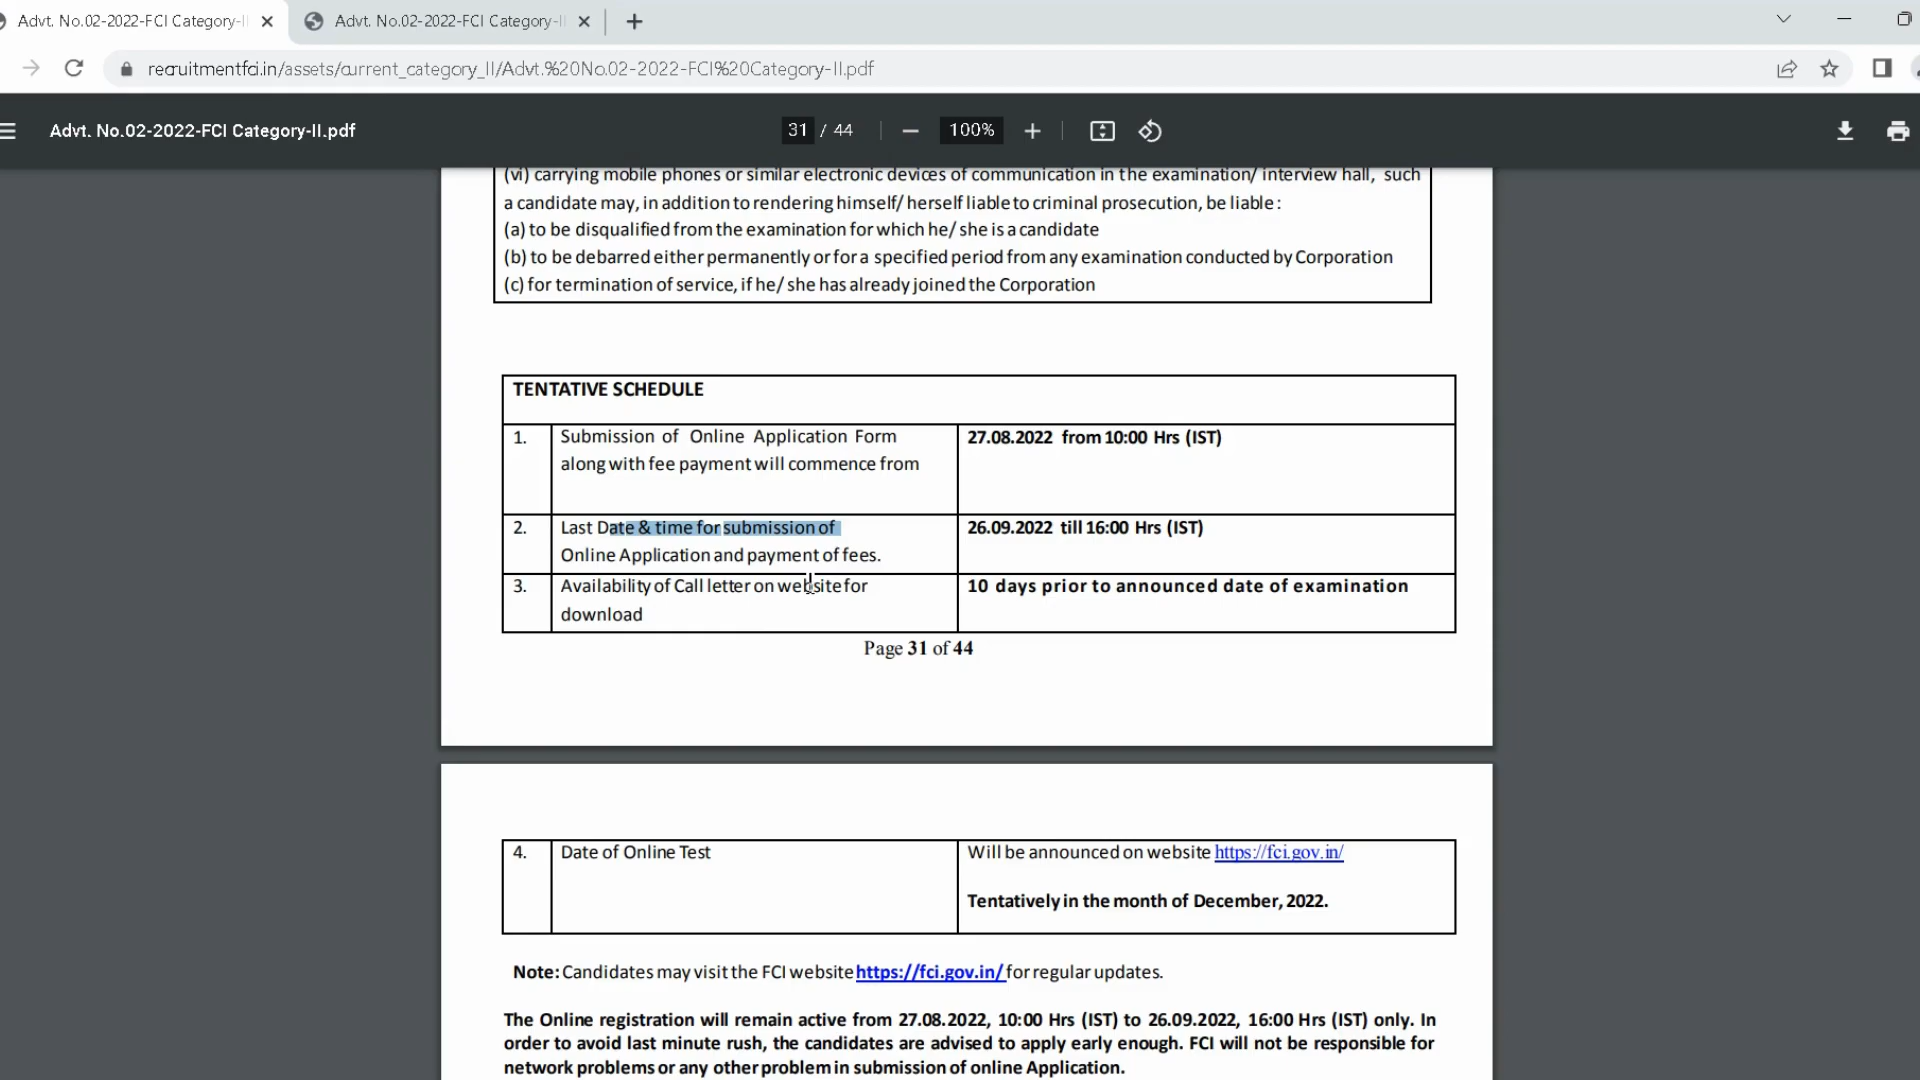 Advt. No.02-2022-FCI Category-II
Advt. No.02-2022-FCI Category-II
recruitmentfci.in/assets/current_category_II/Advt.%20No.02-2022-FCI%20Category-II.pdf
Advt. No.02-2022-FCI Category-II.pdf
31 / 44
100%
(vi) carrying mobile phones or similar electronic devices of communication in the examination/ interview hall, such
a candidate may, in addition to rendering himself/ herself liable to criminal prosecution, be liable :
(a) to be disqualified from the examination for which he/ she is a candidate
(b) to be debarred either permanently or for a specified period from any examination conducted by Corporation
(c) for termination of service, if he/ she has already joined the Corporation
TENTATIVE SCHEDULE
1. Submission of Online Application Form 27.08.2022 from 10:00 Hrs (IST)
along with fee payment will commence from
2. Last Date & time for submission of 26.09.2022 till 16:00 Hrs (IST)
Online Application and payment of fees.
3. Availability of Call letter on website for 10 days prior to announced date of examination
download
Page 31 of 44
4. Date of Online Test Will be announced on website https://fci.gov.in/
Tentatively in the month of December, 2022.
Note: Candidates may visit the FCI website https://fci.gov.in/ for regular updates.
The Online registration will remain active from 27.08.2022, 10:00 Hrs (IST) to 26.09.2022, 16:00 Hrs (IST) only. In
order to avoid last minute rush, the candidates are advised to apply early enough. FCI will not be responsible for
network problems or any other problem in submission of online Application.